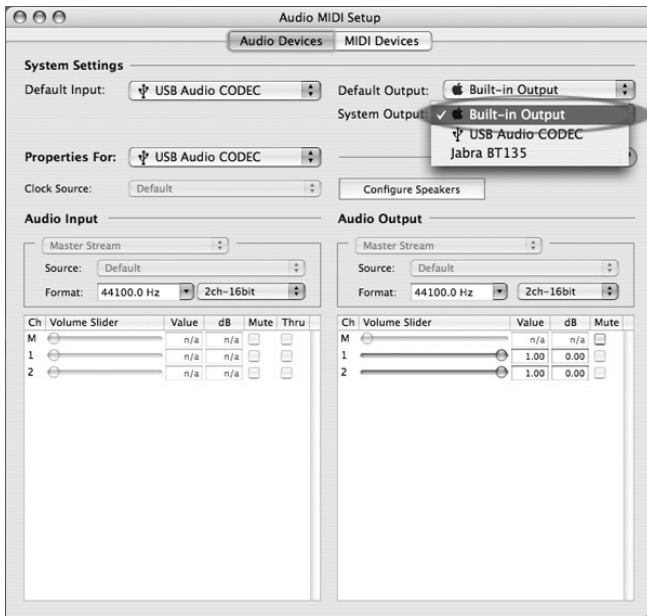 Audio MIDI Setup
Audio Devices MIDI Devices
System Settings
Default Input: USB Audio CODEC
Default Output: Built-in Output
System Output: Built-in Output
USB Audio CODEC
Jabra BT135
Properties For: USB Audio CODEC
Clock Source: Default
Configure Speakers
Audio Input
Master Stream
Source: Default
Format: 44100.0 Hz 2ch-16bit
Ch Volume Slider Value dB Mute Thru
M n/a n/a
1 n/a n/a
2 n/a n/a
Audio Output
Master Stream
Source: Default
Format: 44100.0 Hz 2ch-16bit
Ch Volume Slider Value dB Mute
M n/a n/a
1 1.00 0.00
2 1.00 0.00